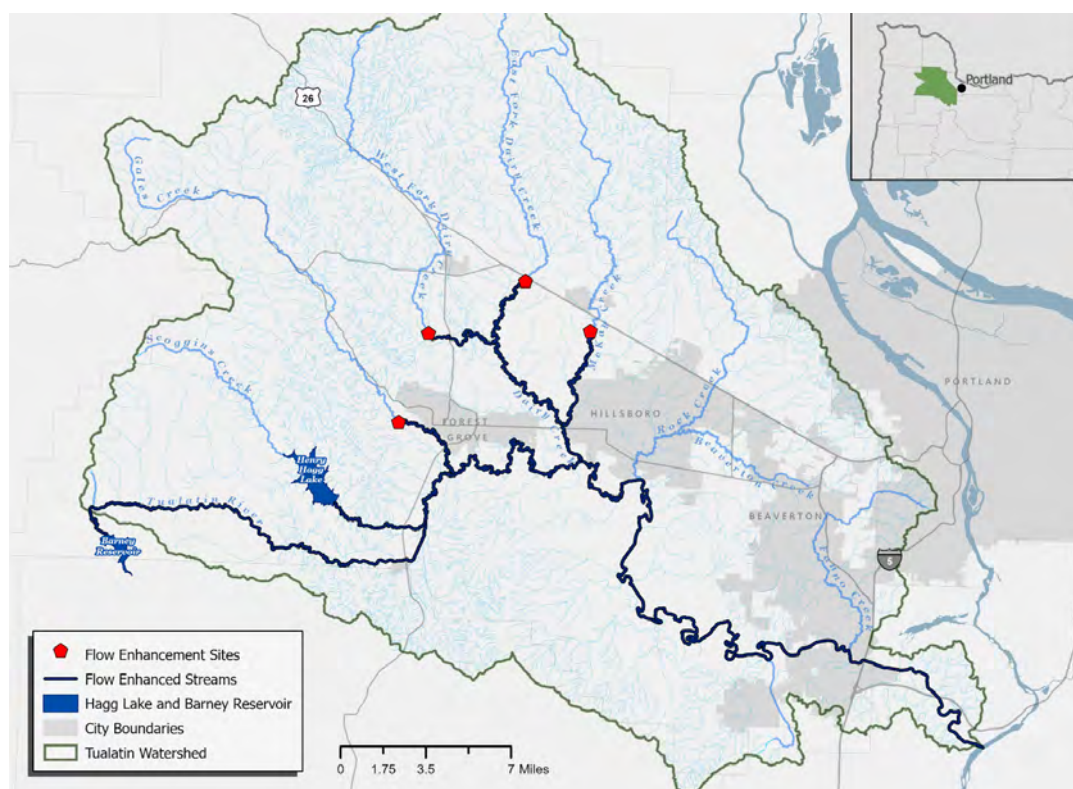 Portland
26
East Fork Dairy Creek
West Fork Dairy Creek
Gales Creek
McKay Creek
Scoggins Creek
PORTLAND
HILLSBORO
FOREST
GROVE
Rock Creek
Dairy Creek
Beaverton Creek
Henry
Hagg
Lake
Tualatin River
BEAVERTON
Barney
Reservoir
5
Fanno Creek
Flow Enhancement Sites
Flow Enhanced Streams
Hagg Lake and Barney Reservoir
City Boundaries
Tualatin Watershed
0 1.75 3.5 7 Miles